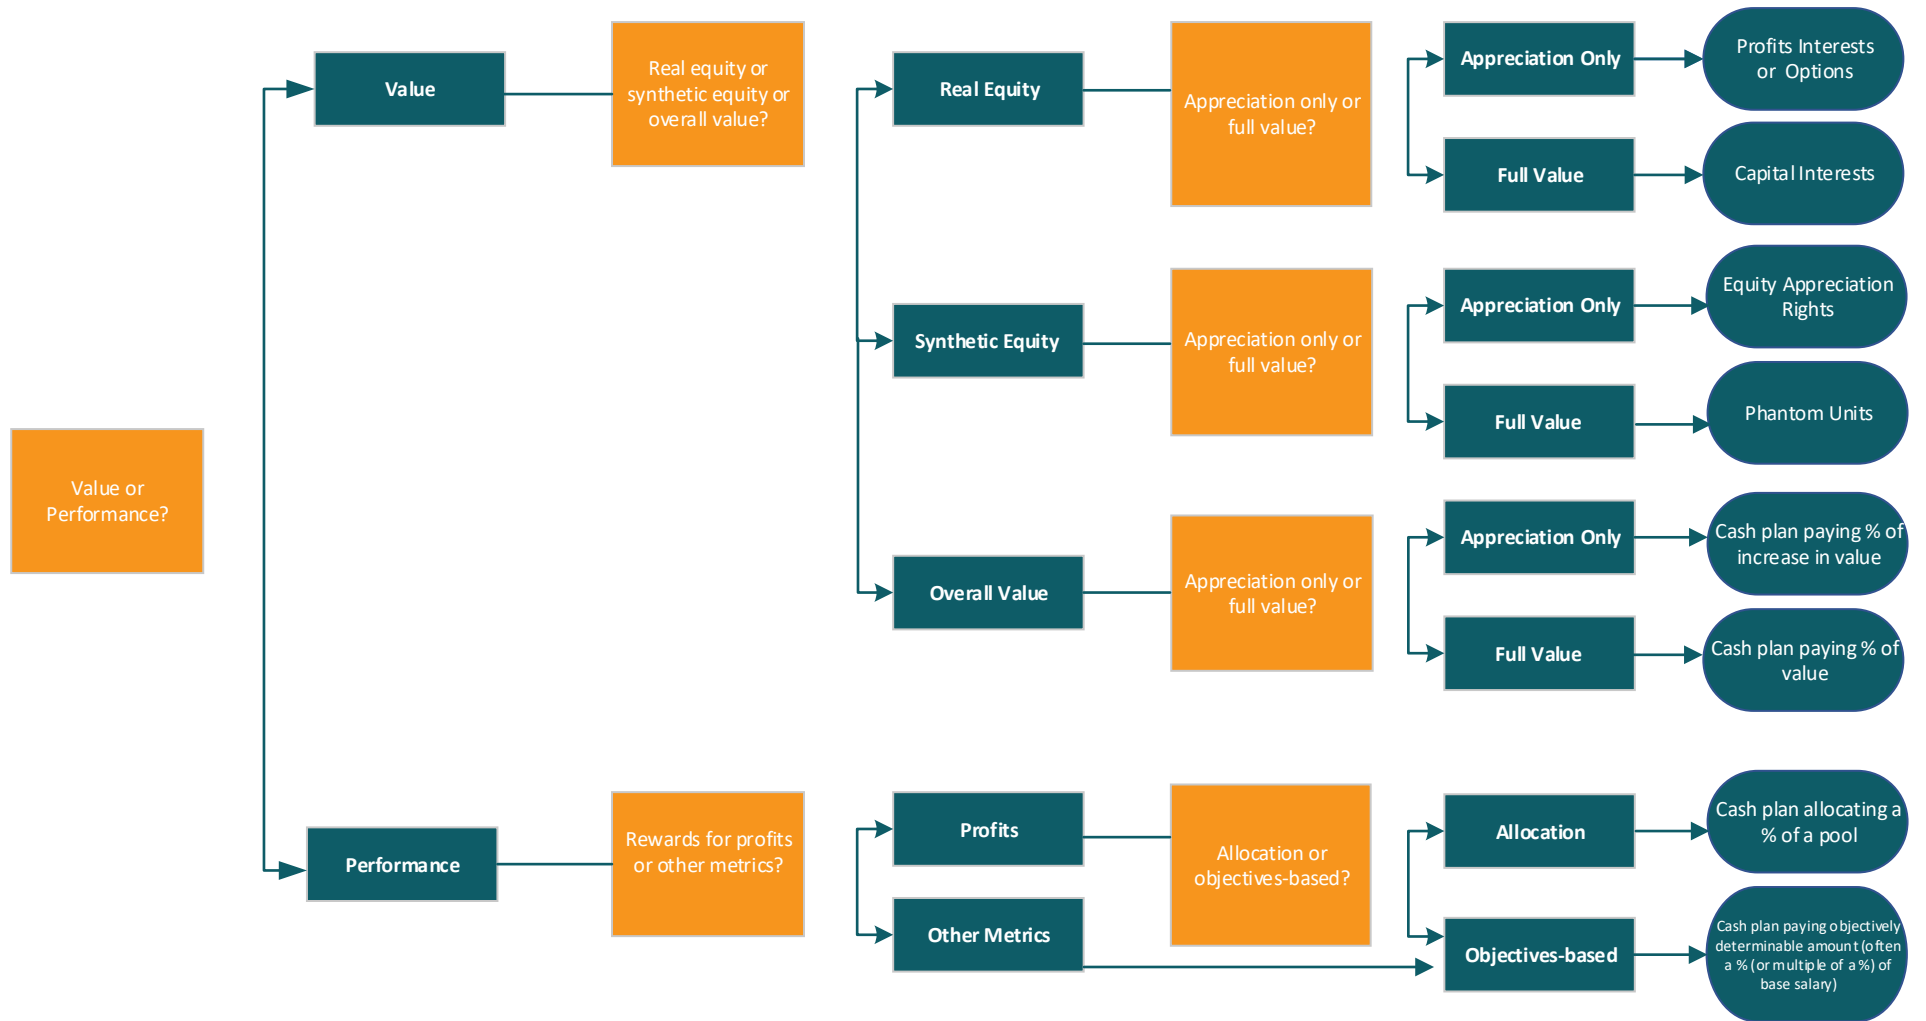 Value or
Performance?
Value
Real equity or
synthetic equity or
overall value?
Real Equity
Appreciation only or
full value?
Appreciation Only
Profits Interests
or Options
Full Value
Capital Interests
Synthetic Equity
Appreciation only or
full value?
Appreciation Only
Equity Appreciation
Rights
Full Value
Phantom Units
Overall Value
Appreciation only or
full value?
Appreciation Only
Cash plan paying % of
increase in value
Full Value
Cash plan paying % of
value
Performance
Rewards for profits
or other metrics?
Profits
Allocation or
objectives-based?
Allocation
Cash plan allocating a
% of a pool
Other Metrics
Objectives-based
Cash plan paying objectively
determinable amount (often
a % (or multiple of a %) of
base salary)